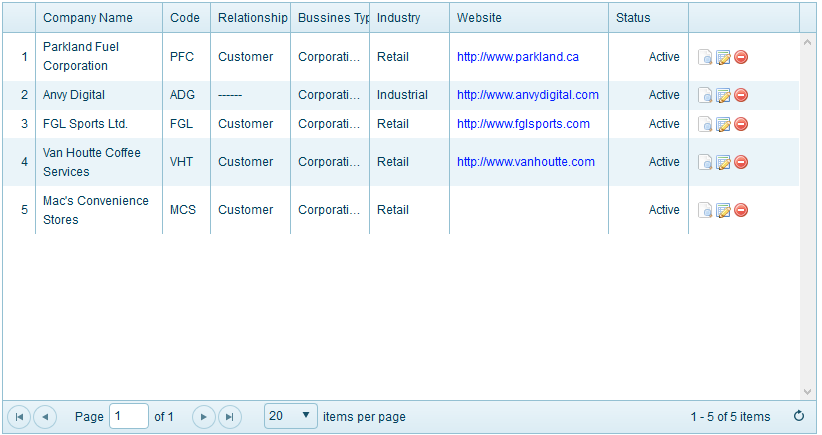 Company Name Code Relationship Bussines Typ Industry Website Status
1 Parkland Fuel Corporation PFC Customer Corporati... Retail http://www.parkland.ca Active
2 Anvy Digital ADG ------ Corporati... Industrial http://www.anvydigital.com Active
3 FGL Sports Ltd. FGL Customer Corporati... Retail http://www.fglsports.com Active
4 Van Houtte Coffee Services VHT Customer Corporati... Retail http://www.vanhoutte.com Active
5 Mac's Convenience Stores MCS Customer Corporati... Retail Active
Page 1 of 1 20 items per page 1 - 5 of 5 items